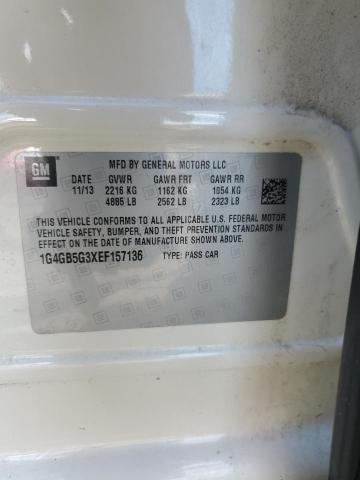 GM
MFD BY GENERAL MOTORS LLC
DATE GVWR GAWR FRT GAWR RR
11/13 2216 KG 1162 KG 1054 KG
4885 LB 2562 LB 2323 LB
THIS VEHICLE CONFORMS TO ALL APPLICABLE U.S. FEDERAL MOTOR
VEHICLE SAFETY, BUMPER, AND THEFT PREVENTION STANDARDS
IN EFFECT ON THE DATE OF MANUFACTURE SHOWN ABOVE.
1G4GB5G3XEF157136 TYPE: PASS CAR